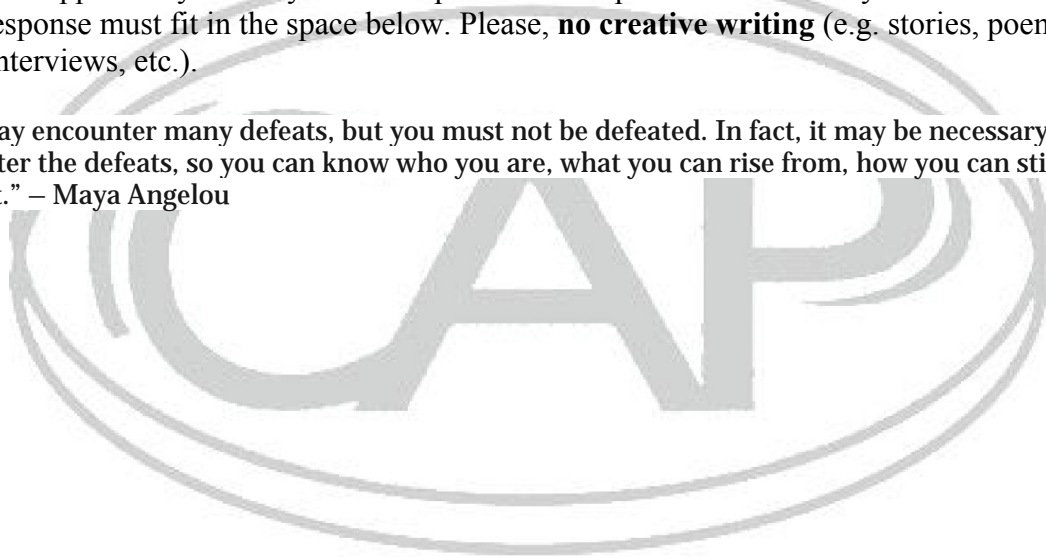 esponse must fit in the space below. Please, no creative writing (e.g. stories, poem
nterviews, etc.).
ay encounter many defeats, but you must not be defeated. In fact, it may be necessary
ter the defeats, so you can know who you are, what you can rise from, how you can sti
t.” – Maya Angelou
CAP